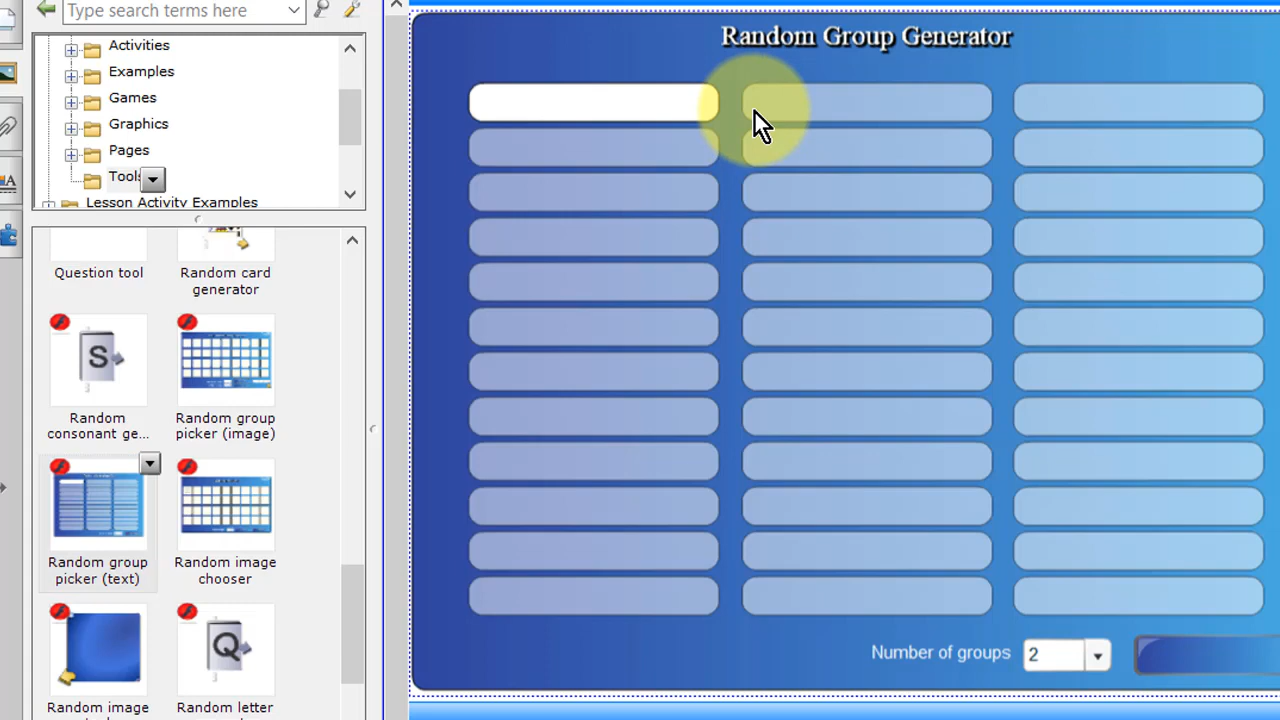 Type search terms here
Activities
Examples
Games
Graphics
Pages
Tools
Lesson Activity Examples
Question tool
Random card
generator
Random
consonant ge...
Random group
picker (image)
Random group
picker (text)
Random image
chooser
Random image
Random letter
S
Q
A
Random Group Generator
Number of groups
2